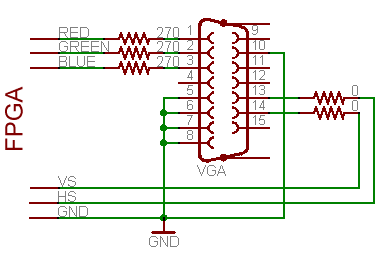 RED 270 1 9
GREEN 270 2 10
BLUE 270 3 11
4 12
5 13 0
6 14 0
7 15
8
VGA
FPGA
VS
HS
GND
GND